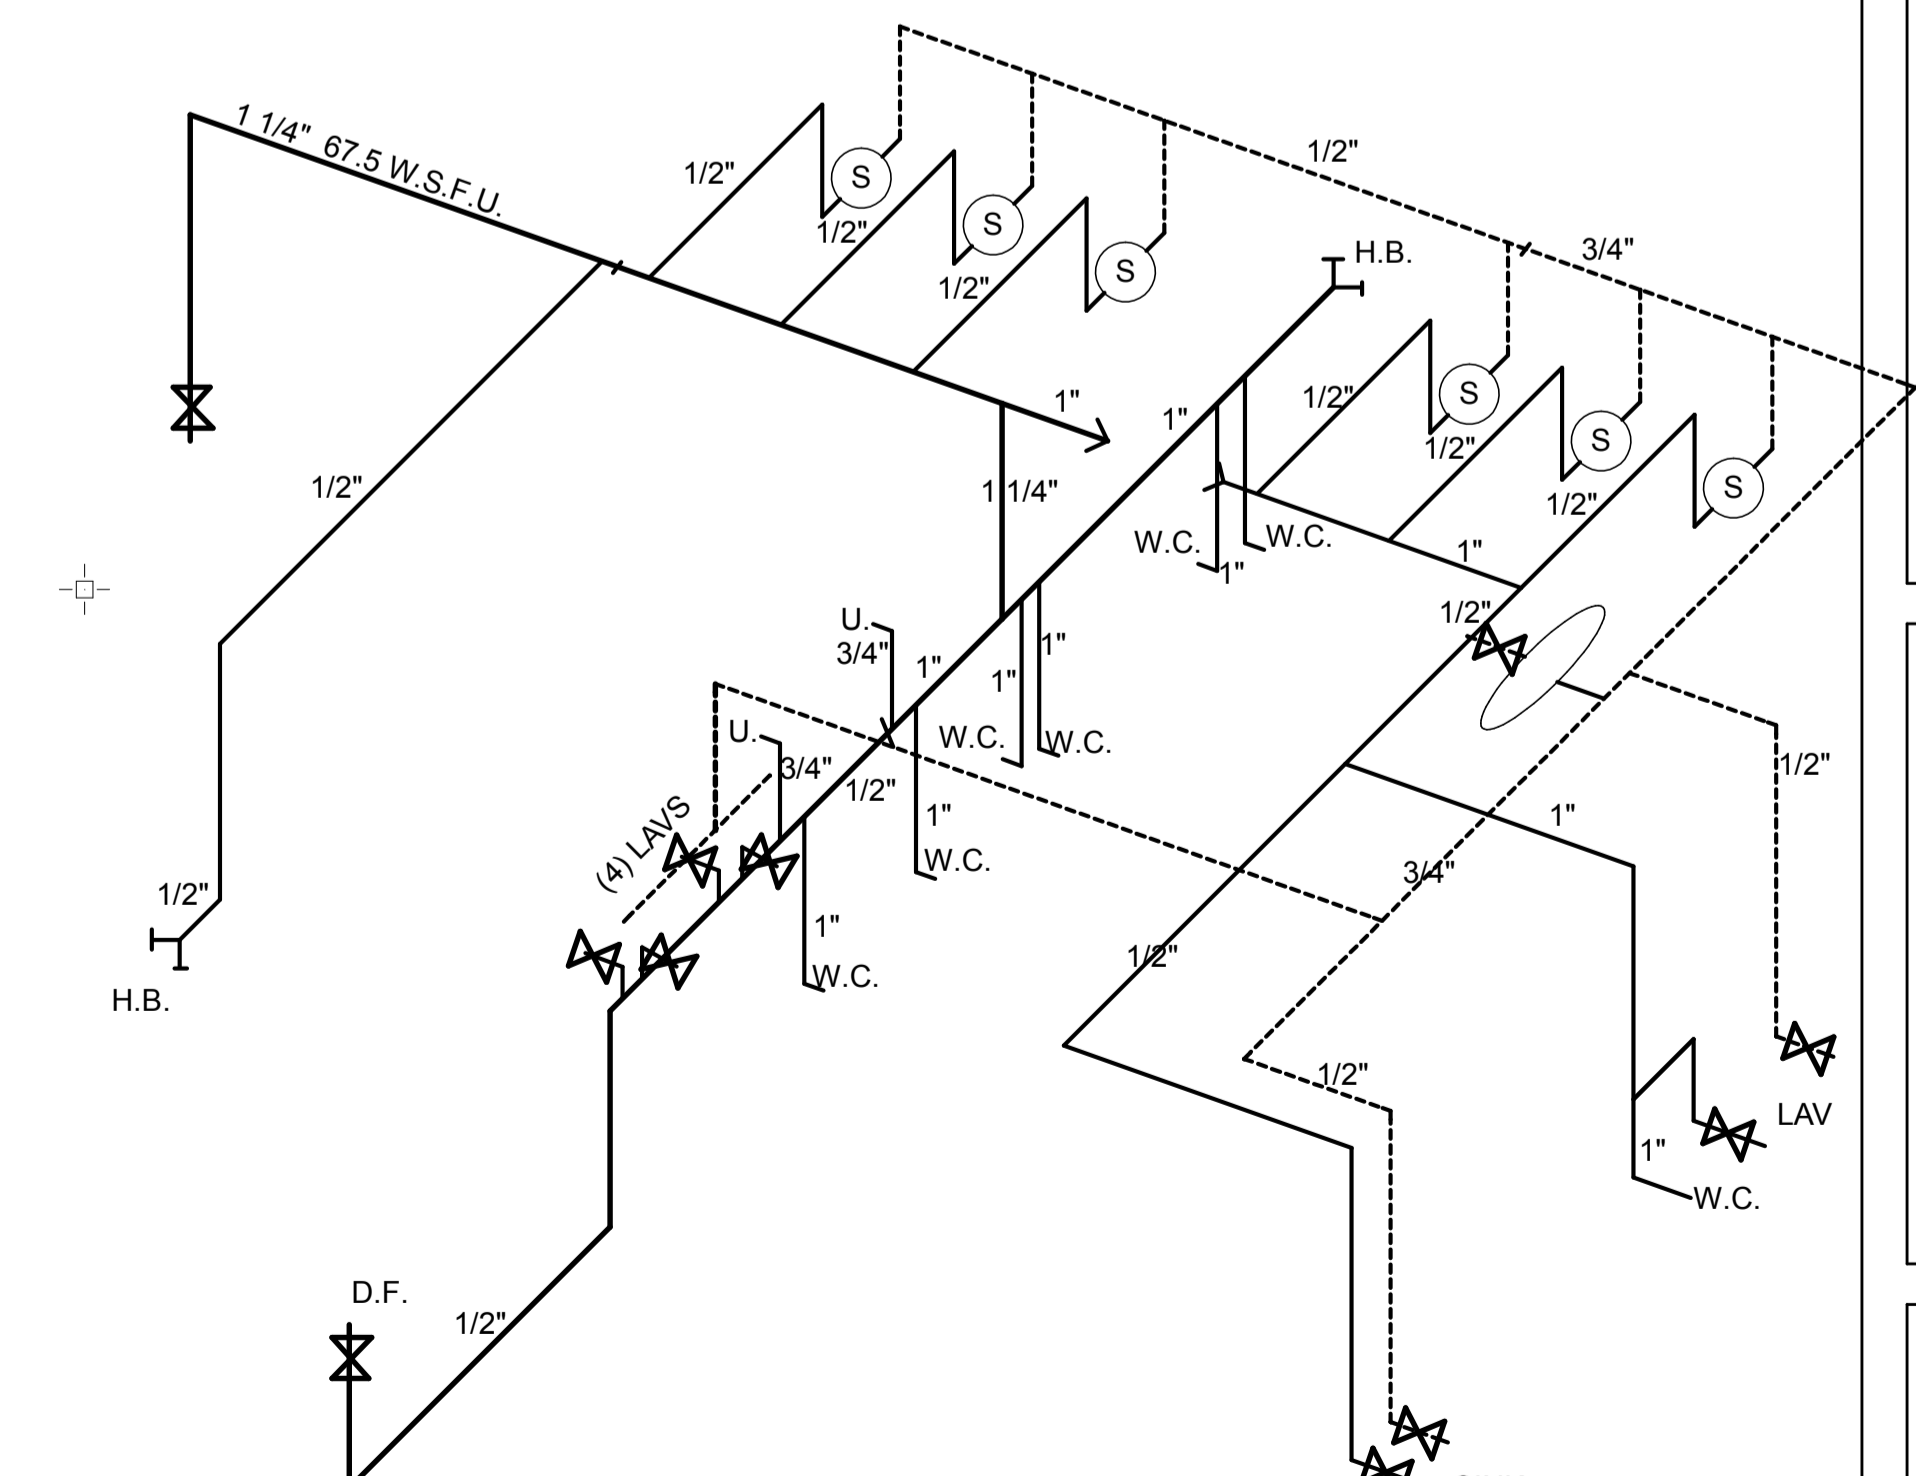 1 1/4" 67.5 W.S.F.U.
1/2"
S
1/2"
S
1/2"
S
1/2"
3/4"
H.B.
1"
1"
1/2"
S
1/2"
S
1/2"
S
1/2"
1 1/4"
W.C.
1"
W.C.
1"
1/2"
U.
3/4"
1"
1"
1"
W.C.
W.C.
U.
3/4"
1/2"
(4) LAVS
1"
W.C.
1"
W.C.
1/2"
H.B.
1/2"
1"
3/4"
1/2"
1/2"
LAV
1"
W.C.
D.F.
1/2"